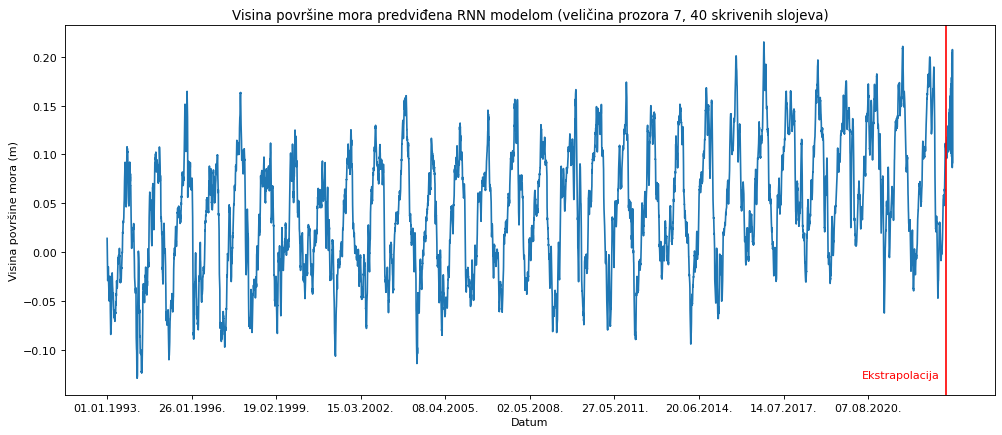 Visina površine mora predviđena RNN modelom (veličina prozora 7, 40 skrivenih slojeva)
Visina površine mora (m)
0.20
0.15
0.10
0.05
0.00
−0.05
−0.10
Ekstrapolacija
01.01.1993. 26.01.1996. 19.02.1999. 15.03.2002. 08.04.2005. 02.05.2008. 27.05.2011. 20.06.2014. 14.07.2017. 07.08.2020.
Datum